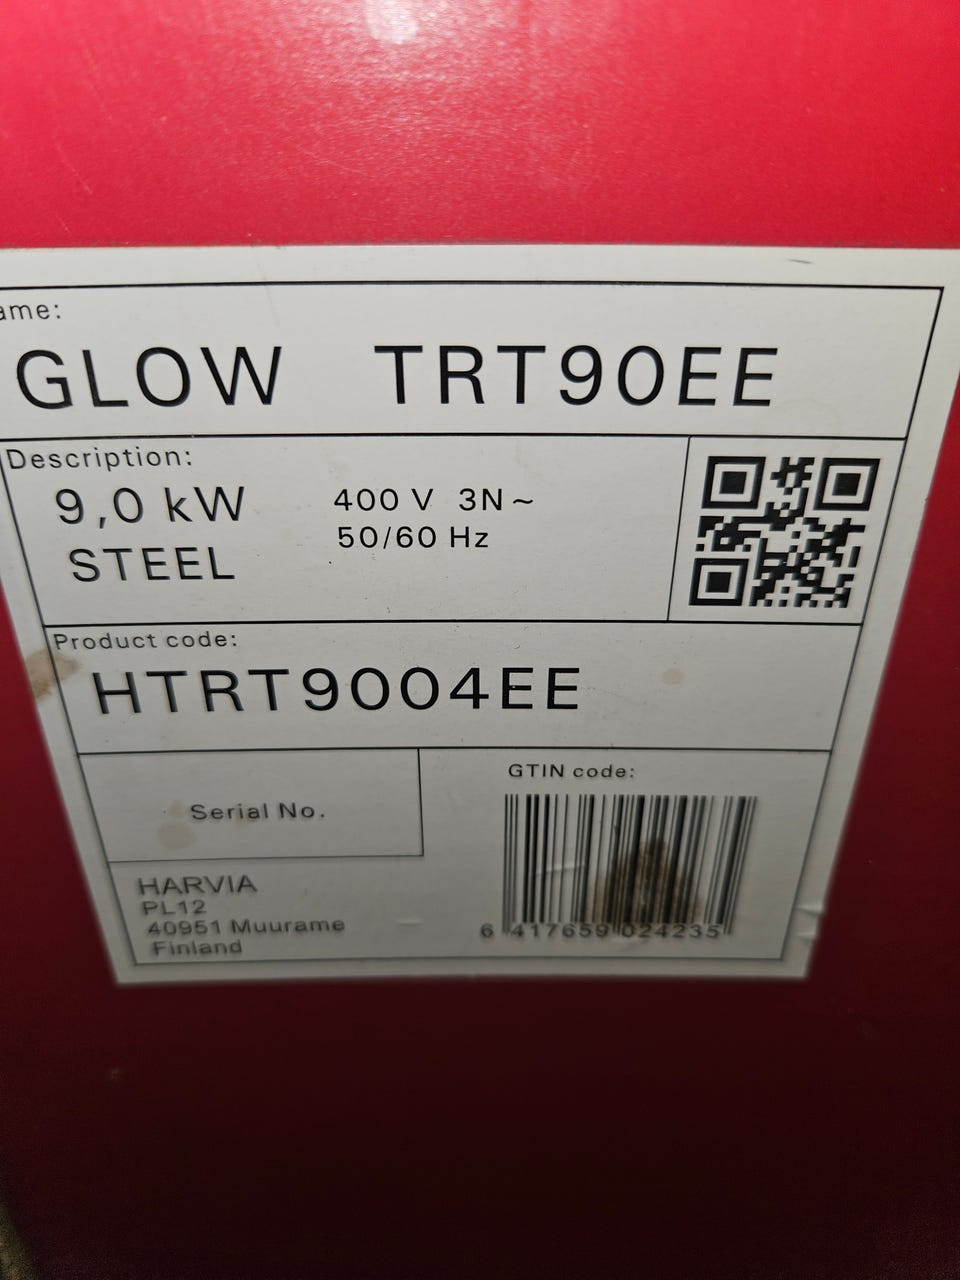 ame:
GLOW TRT90EE
Description:
9,0 kW 400 V 3N~
50/60 Hz
STEEL
Product code:
HTRT9004EE
GTIN code:
Serial No.
HARVIA
PL12
40951 Muurame
Finland
6 417659 024235